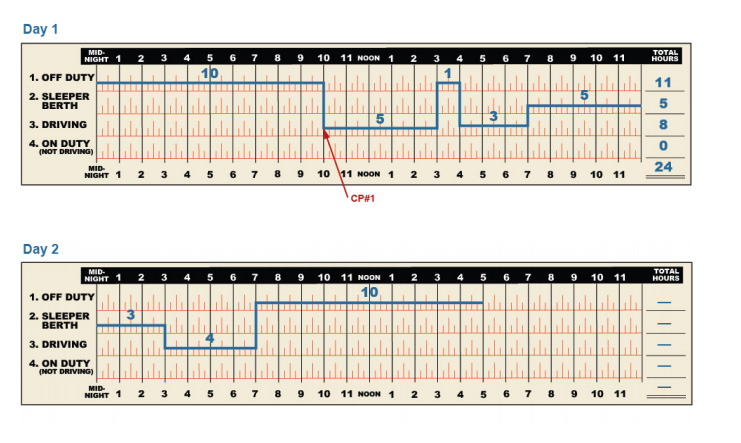 Day 1
MID-NIGHT 1 2 3 4 5 6 7 8 9 10 11 NOON 1 2 3 4 5 6 7 8 9 10 11 TOTAL HOURS
1. OFF DUTY 10 1 11
2. SLEEPER BERTH 5 5
3. DRIVING 5 3 8
4. ON DUTY (NOT DRIVING) 0
MID-NIGHT 1 2 3 4 5 6 7 8 9 10 11 NOON 1 2 3 4 5 6 7 8 9 10 11 24
CP#1
Day 2
MID-NIGHT 1 2 3 4 5 6 7 8 9 10 11 NOON 1 2 3 4 5 6 7 8 9 10 11 TOTAL HOURS
1. OFF DUTY 10 —
2. SLEEPER BERTH 3 —
3. DRIVING 4 —
4. ON DUTY (NOT DRIVING) —
MID-NIGHT 1 2 3 4 5 6 7 8 9 10 11 NOON 1 2 3 4 5 6 7 8 9 10 11 —